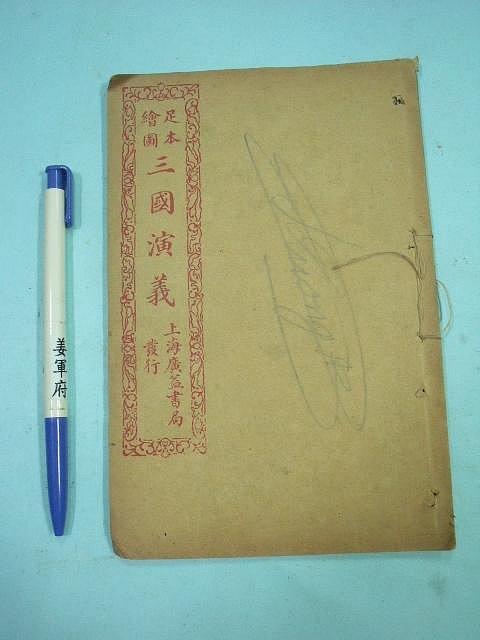 足本
繪圖
三國演義
上海廣益書局
發行
姜軍府